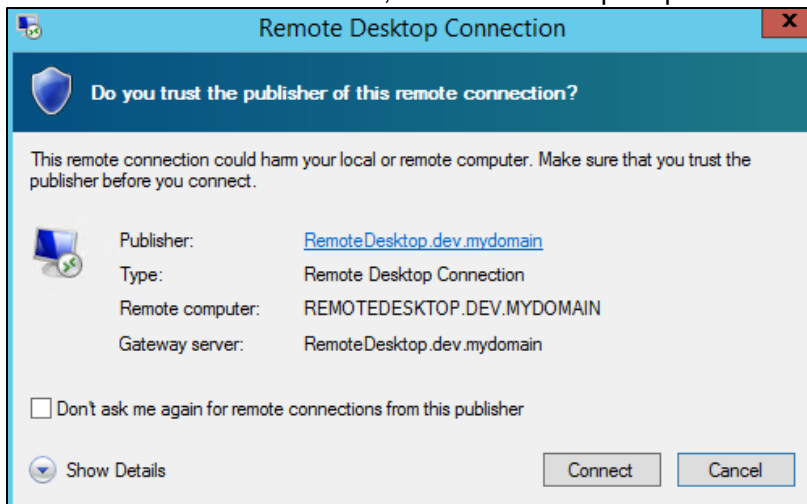 Remote Desktop Connection
X
Do you trust the publisher of this remote connection?
This remote connection could harm your local or remote computer. Make sure that you trust the
publisher before you connect.
Publisher: RemoteDesktop.dev.mydomain
Type: Remote Desktop Connection
Remote computer: REMOTEDESKTOP.DEV.MYDOMAIN
Gateway server: RemoteDesktop.dev.mydomain
Don't ask me again for remote connections from this publisher
Show Details Connect Cancel